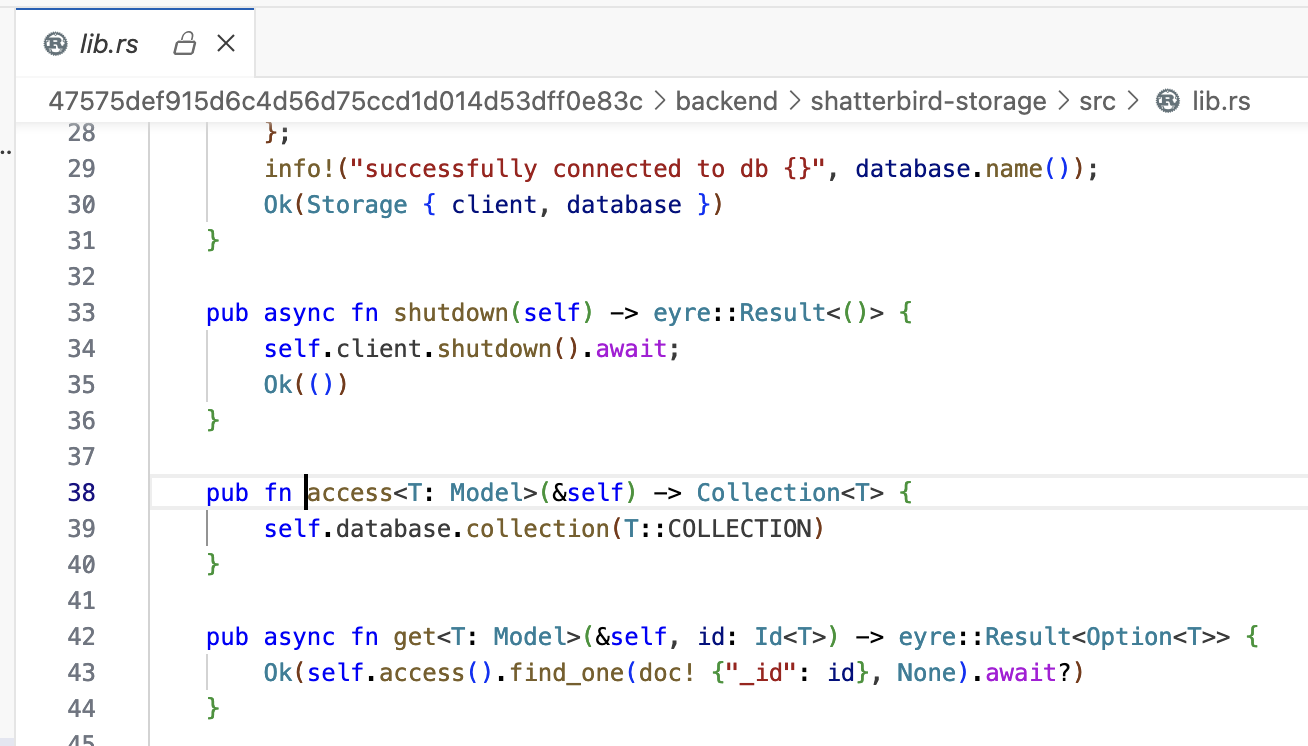 lib.rs
47575def915d6c4d56d75ccd1d014d53dff0e83c > backend > shatterbird-storage > src > lib.rs
28 };
29 info!("successfully connected to db {}", database.name());
30 Ok(Storage { client, database })
31 }
32
33 pub async fn shutdown(self) -> eyre::Result<()> {
34 self.client.shutdown().await;
35 Ok(())
36 }
37
38 pub fn access<T: Model>(&self) -> Collection<T> {
39 self.database.collection(T::COLLECTION)
40 }
41
42 pub async fn get<T: Model>(&self, id: Id<T>) -> eyre::Result<Option<T>> {
43 Ok(self.access().find_one(doc! {"_id": id}, None).await?)
44 }
45